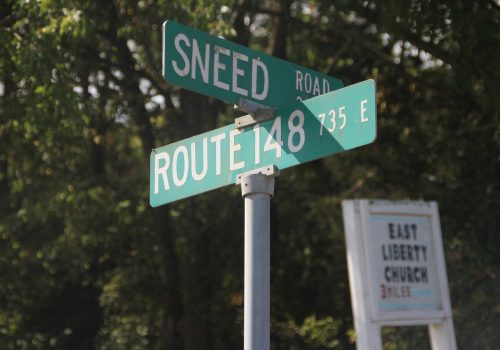 SNEED ROAD
ROUTE 148 735 E
EAST
LIBERTY
CHURCH
3 MILES